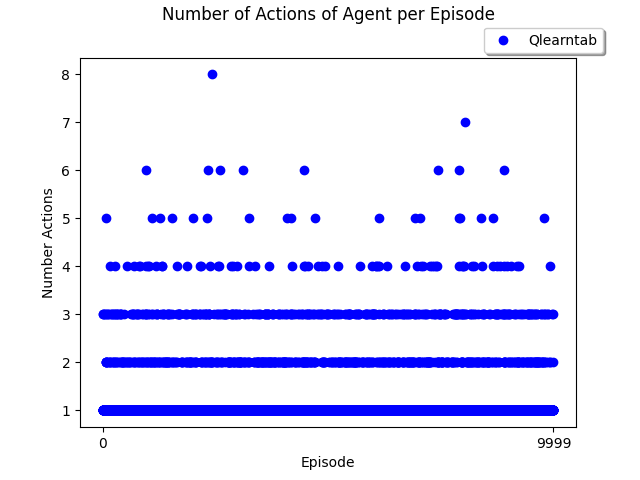 Number of Actions of Agent per Episode
Qlearntab
8
7
6
5
4
3
2
1
Number Actions
0
9999
Episode